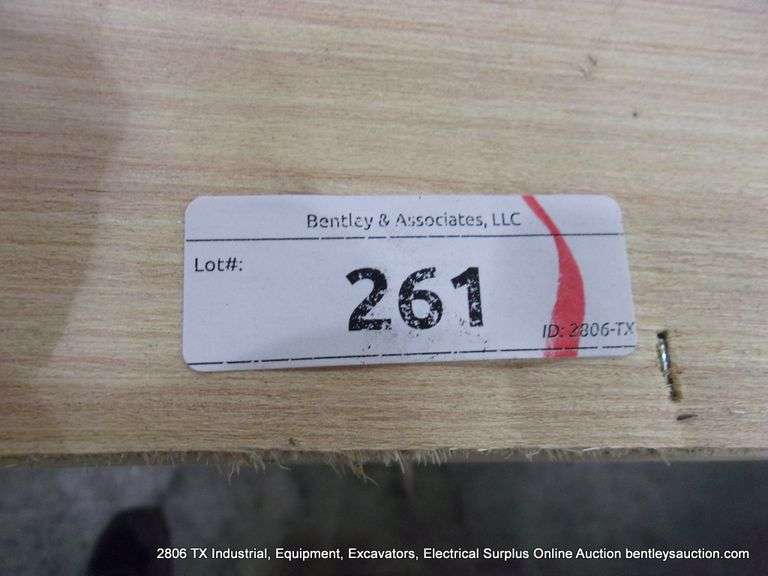 Bentley & Associates, LLC
Lot#:
261
ID: 2806-TX
2806 TX Industrial, Equipment, Excavators, Electrical Surplus Online Auction bentleysauction.com